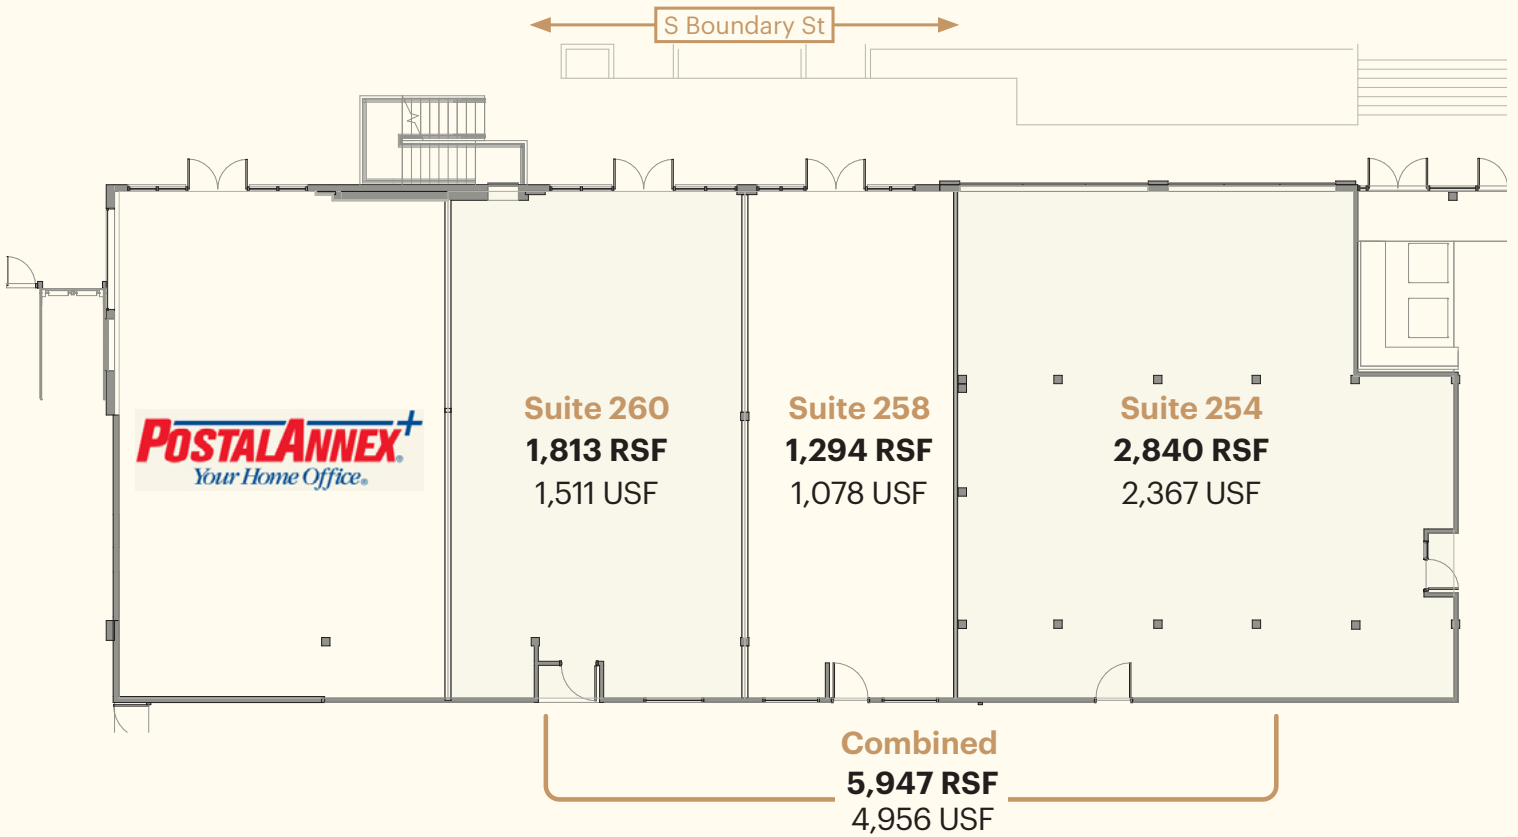 S Boundary St
POSTALANNEX+®
Your Home Office®
Suite 260
1,813 RSF
1,511 USF
Suite 258
1,294 RSF
1,078 USF
Suite 254
2,840 RSF
2,367 USF
Combined
5,947 RSF
4,956 USF